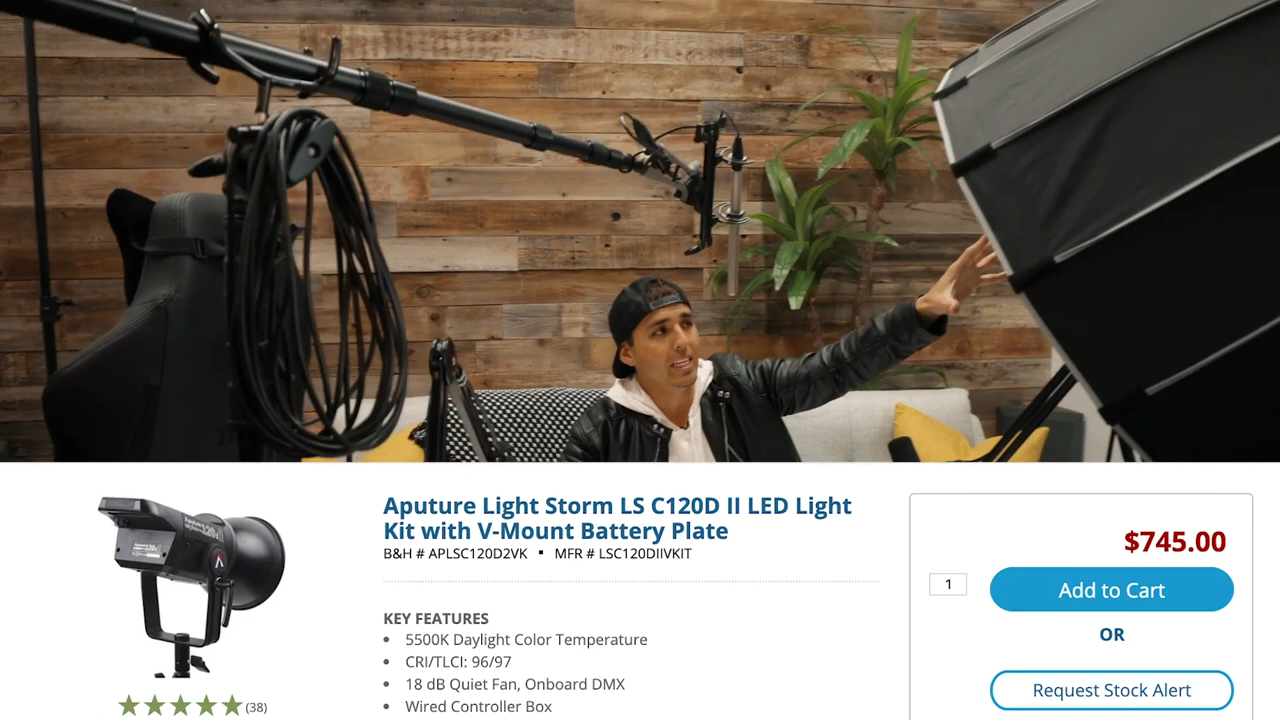 Aputure Light Storm LS C120D II LED Light
Kit with V-Mount Battery Plate
B&H # APLSC120D2VK ▪ MFR # LSC120DIIVKIT
KEY FEATURES
• 5500K Daylight Color Temperature
• CRI/TLCI: 96/97
• 18 dB Quiet Fan, Onboard DMX
• Wired Controller Box
(38)
$745.00
1
Add to Cart
OR
Request Stock Alert